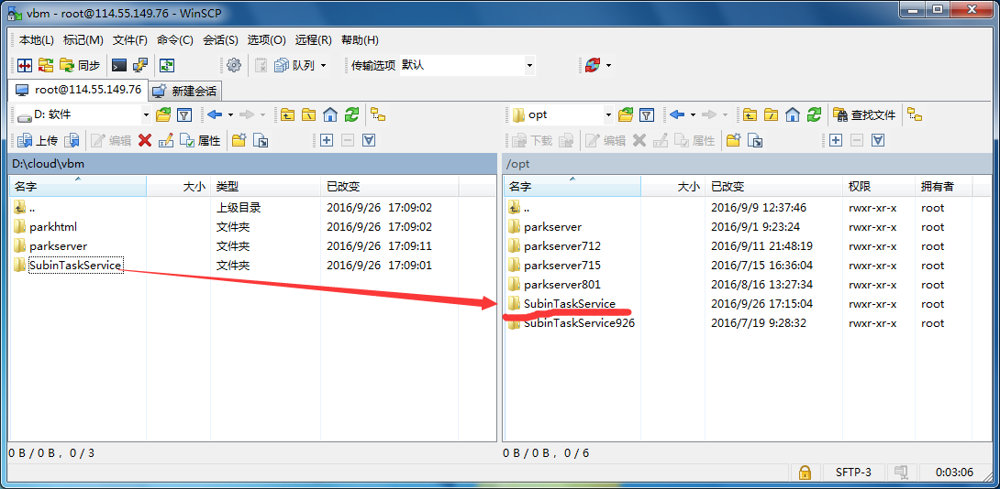 vbm - root@114.55.149.76 - WinSCP
本地(L) 标记(M) 文件(F) 命令(C) 会话(S) 选项(O) 远程(R) 帮助(H)
同步 队列 传输选项 默认
root@114.55.149.76 新建会话
D: 软件 opt 查找文件
上传 编辑 属性 下载 编辑 属性
D:\cloud\vbm /opt
名字 大小 类型 已改变 名字 大小 已改变 权限 拥有者
.. 上级目录 2016/9/26 17:09:02 .. 2016/9/9 12:37:46 rwxr-xr-x root
parkhtml 文件夹 2016/9/26 17:09:02 parkserver 2016/9/1 9:23:24 rwxr-xr-x root
parkserver 文件夹 2016/9/26 17:09:11 parkserver712 2016/9/11 21:48:19 rwxr-xr-x root
SubinTaskService 文件夹 2016/9/26 17:09:01 parkserver715 2016/7/15 16:36:04 rwxr-xr-x root
parkserver801 2016/8/16 13:27:34 rwxr-xr-x root
SubinTaskService 2016/9/26 17:15:04 rwxr-xr-x root
SubinTaskService926 2016/7/19 9:28:32 rwxr-xr-x root
0 B / 0 B, 0 / 3 0 B / 0 B, 0 / 6
SFTP-3 0:03:06